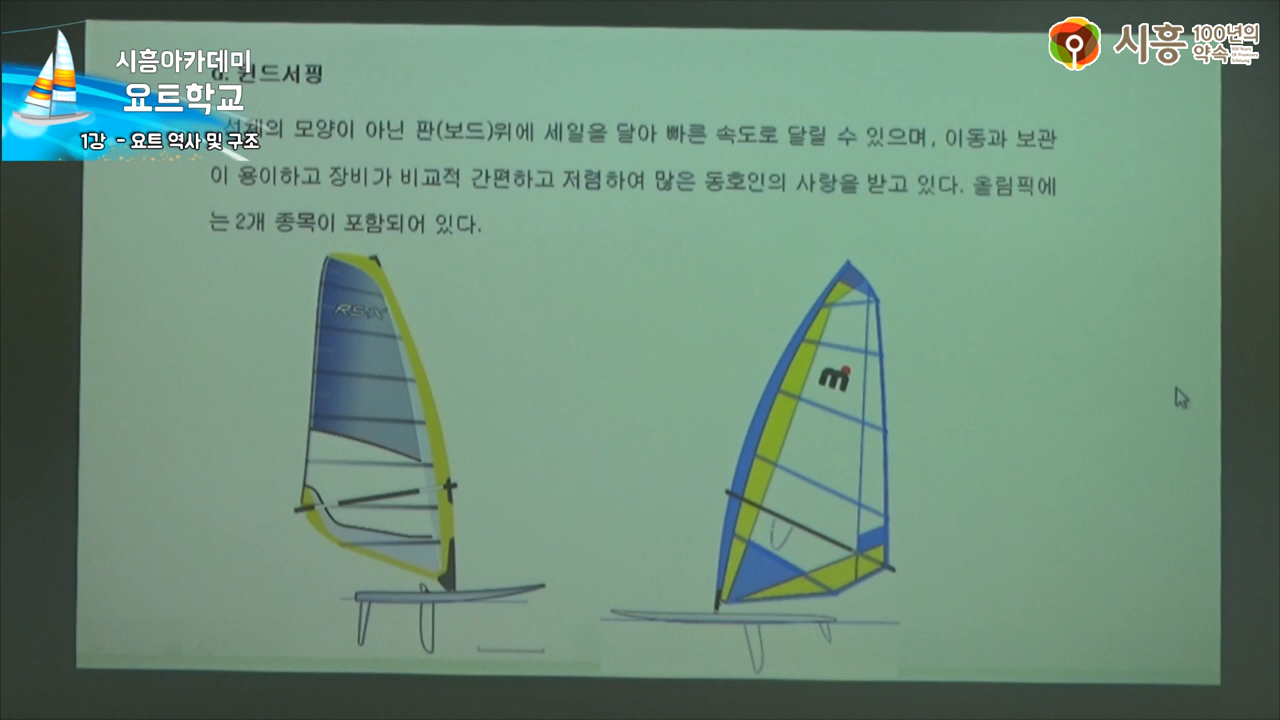 시흥아카데미
요트학교
1강 - 요트 역사 및 구조
시흥 100년의 약속
윈드서핑
선체의 모양이 아닌 판(보드)위에 세일을 달아 빠른 속도로 달릴 수 있으며, 이동과 보관
이 용이하고 장비가 비교적 간편하고 저렴하여 많은 동호인의 사랑을 받고 있다. 올림픽에
는 2개 종목이 포함되어 있다.
RS:X